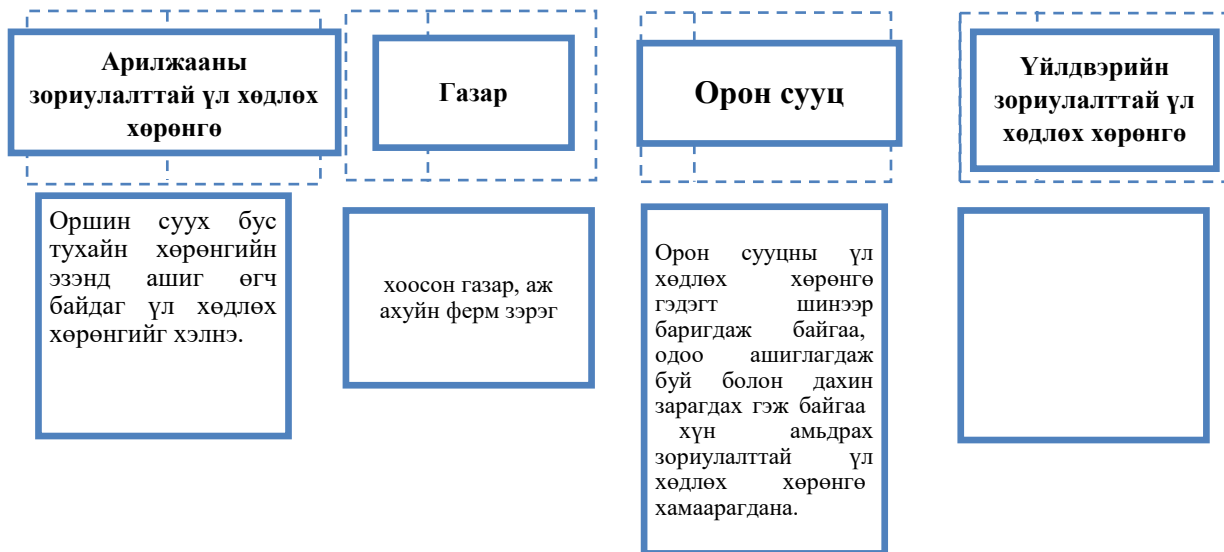 Арилжааны
зориулалттай үл хөдлөх
хөрөнгө
Газар
Орон сууц
Үйлдвэрийн
зориулалттай үл
хөдлөх хөрөнгө
Оршин суух бус
тухайн хөрөнгийн
эзэнд ашиг өгч
байдаг үл хөдлөх
хөрөнгийг хэлнэ.
хоосон газар, аж
ахуйн ферм зэрэг
Орон сууцны үл
хөдлөх хөрөнгө
гэдэгт шинээр
баригдаж байгаа,
одоо ашиглагдаж
буй болон дахин
зарагдах гэж байгаа
хүн амьдрах
зориулалттай үл
хөдлөх хөрөнгө
хамаарагдана.